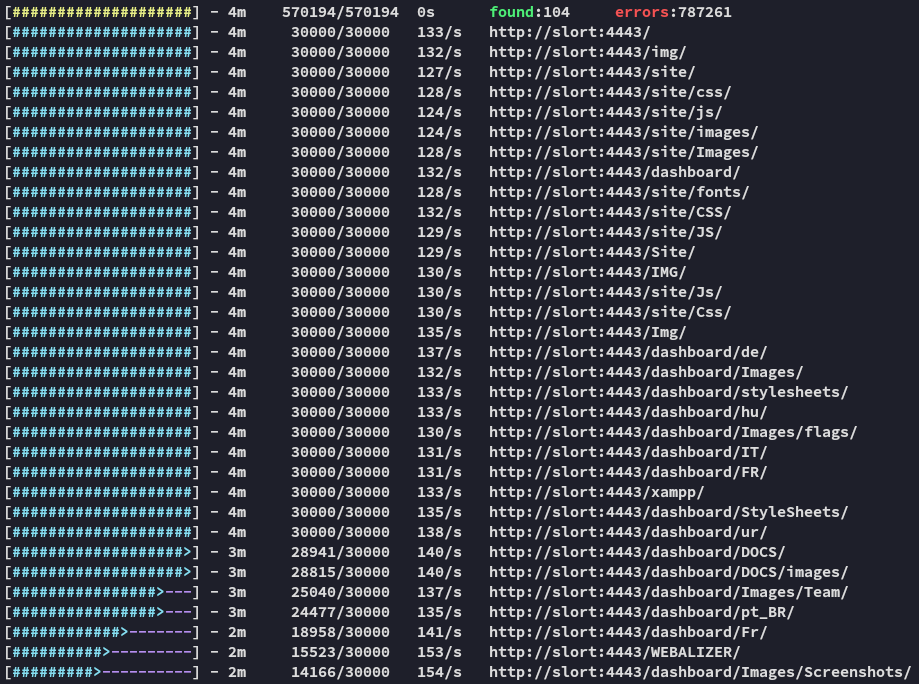 [####################] - 4m    570194/570194  0s      found:104     errors:787261
[####################] - 4m     30000/30000   133/s   http://slort:4443/
[####################] - 4m     30000/30000   132/s   http://slort:4443/img/
[####################] - 4m     30000/30000   127/s   http://slort:4443/site/
[####################] - 4m     30000/30000   128/s   http://slort:4443/site/css/
[####################] - 4m     30000/30000   124/s   http://slort:4443/site/js/
[####################] - 4m     30000/30000   124/s   http://slort:4443/site/images/
[####################] - 4m     30000/30000   128/s   http://slort:4443/site/Images/
[####################] - 4m     30000/30000   132/s   http://slort:4443/dashboard/
[####################] - 4m     30000/30000   128/s   http://slort:4443/site/fonts/
[####################] - 4m     30000/30000   132/s   http://slort:4443/site/CSS/
[####################] - 4m     30000/30000   129/s   http://slort:4443/site/JS/
[####################] - 4m     30000/30000   129/s   http://slort:4443/Site/
[####################] - 4m     30000/30000   130/s   http://slort:4443/IMG/
[####################] - 4m     30000/30000   130/s   http://slort:4443/site/Js/
[####################] - 4m     30000/30000   130/s   http://slort:4443/site/Css/
[####################] - 4m     30000/30000   135/s   http://slort:4443/Img/
[####################] - 4m     30000/30000   137/s   http://slort:4443/dashboard/de/
[####################] - 4m     30000/30000   132/s   http://slort:4443/dashboard/Images/
[####################] - 4m     30000/30000   133/s   http://slort:4443/dashboard/stylesheets/
[####################] - 4m     30000/30000   133/s   http://slort:4443/dashboard/hu/
[####################] - 4m     30000/30000   130/s   http://slort:4443/dashboard/Images/flags/
[####################] - 4m     30000/30000   131/s   http://slort:4443/dashboard/IT/
[####################] - 4m     30000/30000   131/s   http://slort:4443/dashboard/FR/
[####################] - 4m     30000/30000   133/s   http://slort:4443/xampp/
[####################] - 4m     30000/30000   135/s   http://slort:4443/dashboard/StyleSheets/
[####################] - 4m     30000/30000   138/s   http://slort:4443/dashboard/ur/
[###################>] - 3m     28941/30000   140/s   http://slort:4443/dashboard/DOCS/
[###################>] - 3m     28815/30000   140/s   http://slort:4443/dashboard/DOCS/images/
[################>---] - 3m     25040/30000   137/s   http://slort:4443/dashboard/Images/Team/
[################>---] - 3m     24477/30000   135/s   http://slort:4443/dashboard/pt_BR/
[############>-------] - 2m     18958/30000   141/s   http://slort:4443/dashboard/Fr/
[##########>---------] - 2m     15523/30000   153/s   http://slort:4443/WEBALIZER/
[#########>----------] - 2m     14166/30000   154/s   http://slort:4443/dashboard/Images/Screenshots/